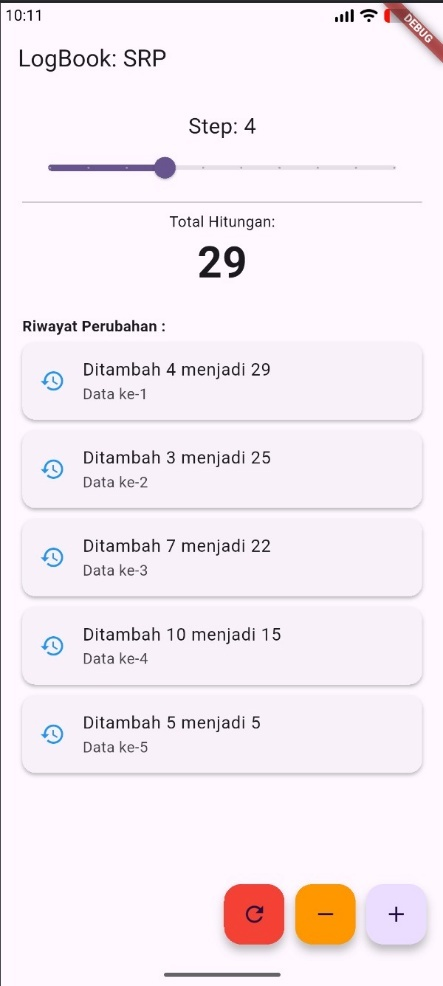 10:11
DEBUG
LogBook: SRP
Step: 4
Total Hitungan:
29
Riwayat Perubahan :
Ditambah 4 menjadi 29
Data ke-1
Ditambah 3 menjadi 25
Data ke-2
Ditambah 7 menjadi 22
Data ke-3
Ditambah 10 menjadi 15
Data ke-4
Ditambah 5 menjadi 5
Data ke-5